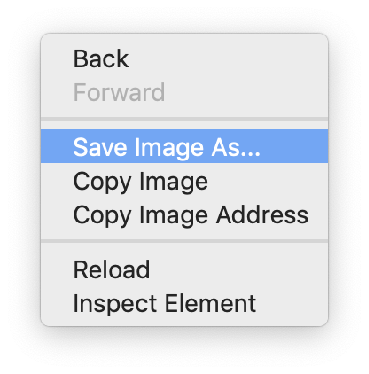 Back
Forward
Save Image As...
Copy Image
Copy Image Address
Reload
Inspect Element